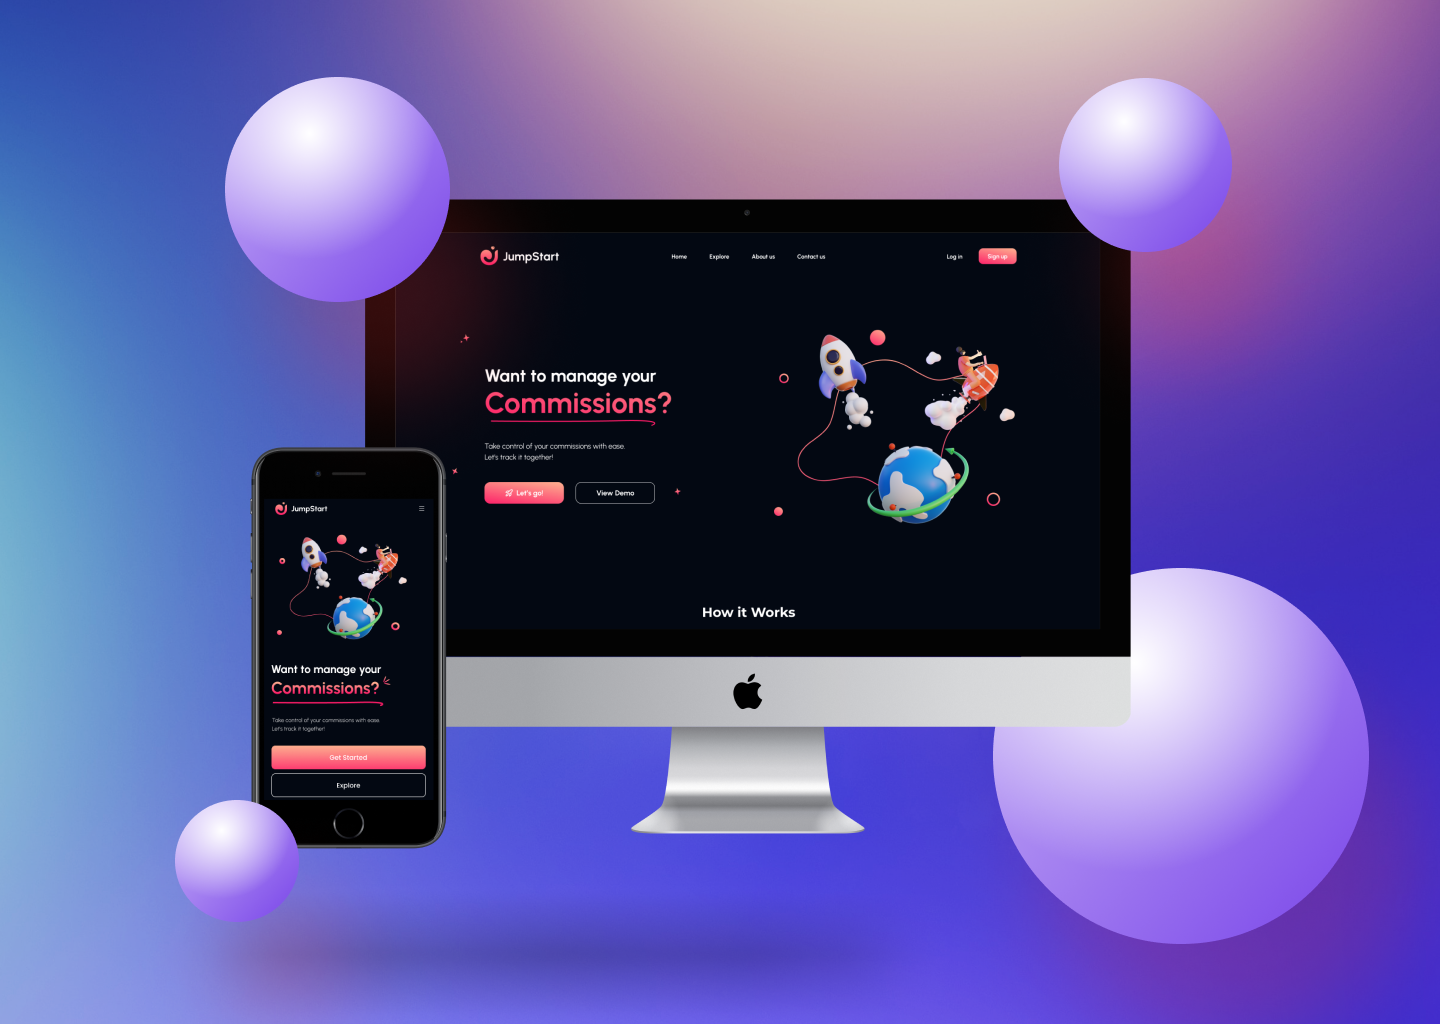 JumpStart
Home Explore About us Contact us
Log in Sign up
Want to manage your
Commissions?
Take control of your commissions with ease.
Let's track it together!
Let's go! View Demo
How it Works
JumpStart
Want to manage your
Commissions?
Take control of your commissions with ease.
Let's track it together!
Get Started
Explore